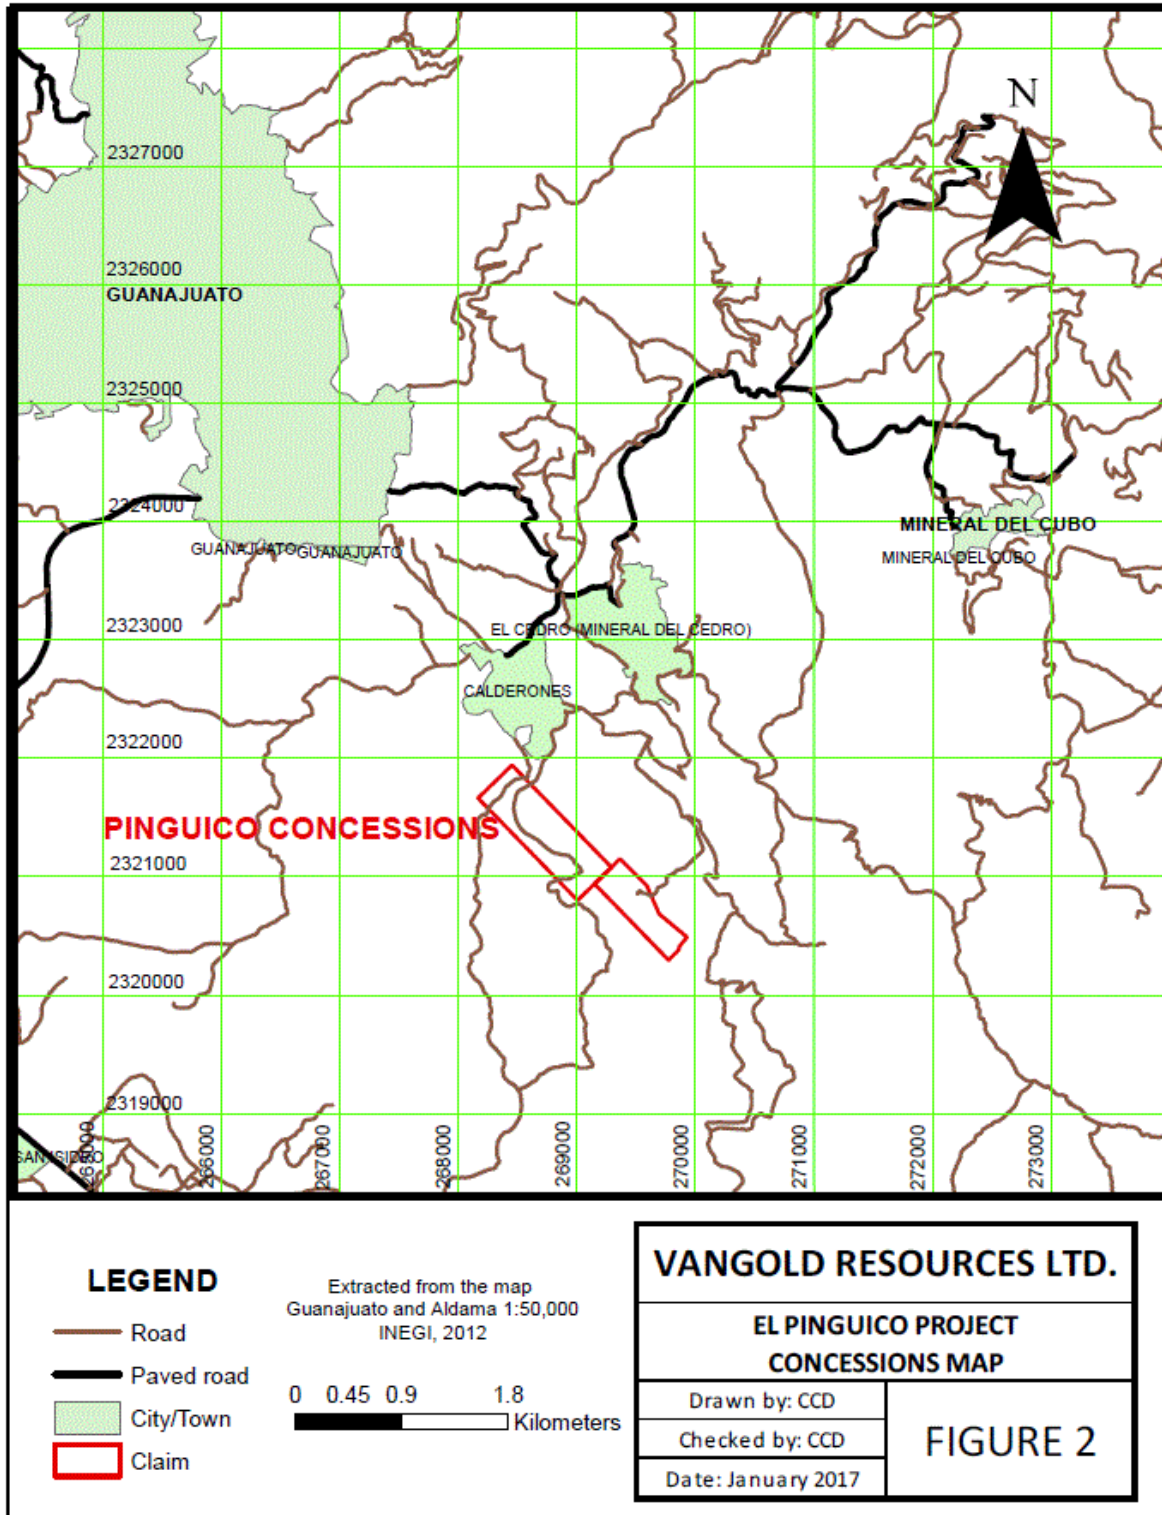 N
2327000
2326000
GUANAJUATO
2325000
2324000
GUANAJUATO
GUANAJUATO
MINERAL DEL CUBO
MINERAL DEL CUBO
2323000
EL CEDRO (MINERAL DEL CEDRO)
CALDERONES
2322000
PINGUICO CONCESSIONS
2321000
2320000
2319000
SAN ISIDRO
265000
266000
267000
268000
269000
270000
271000
272000
273000
LEGEND
Road
Paved road
City/Town
Claim
Extracted from the map
Guanajuato and Aldama 1:50,000
INEGI, 2012
0 0.45 0.9 1.8
Kilometers
VANGOLD RESOURCES LTD.
EL PINGUICO PROJECT
CONCESSIONS MAP
Drawn by: CCD
Checked by: CCD
Date: January 2017
FIGURE 2